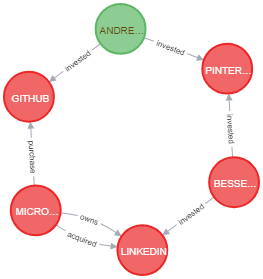 ANDRE...
invested
invested
GITHUB
PINTER...
purchase
invested
MICRO...
owns
acquired
invested
BESSE...
LINKEDIN